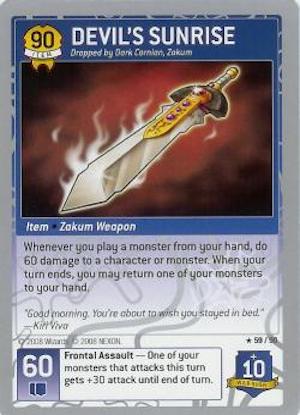 90
ITEM
DEVIL'S SUNRISE
Dropped by Dark Cornian, Zakum
Item • Zakum Weapon
Whenever you play a monster from your hand, do
60 damage to a character or monster. When your
turn ends, you may return one of your monsters
to your hand.
"Good morning. You're about to wish you stayed in bed."
— Kiri Viva
© 2008 Wizards © 2008 NEXON.
★ 59 / 90
60
Frontal Assault — One of your
monsters that attacks this turn
gets +30 attack until end of turn.
+
10
WARRIOR